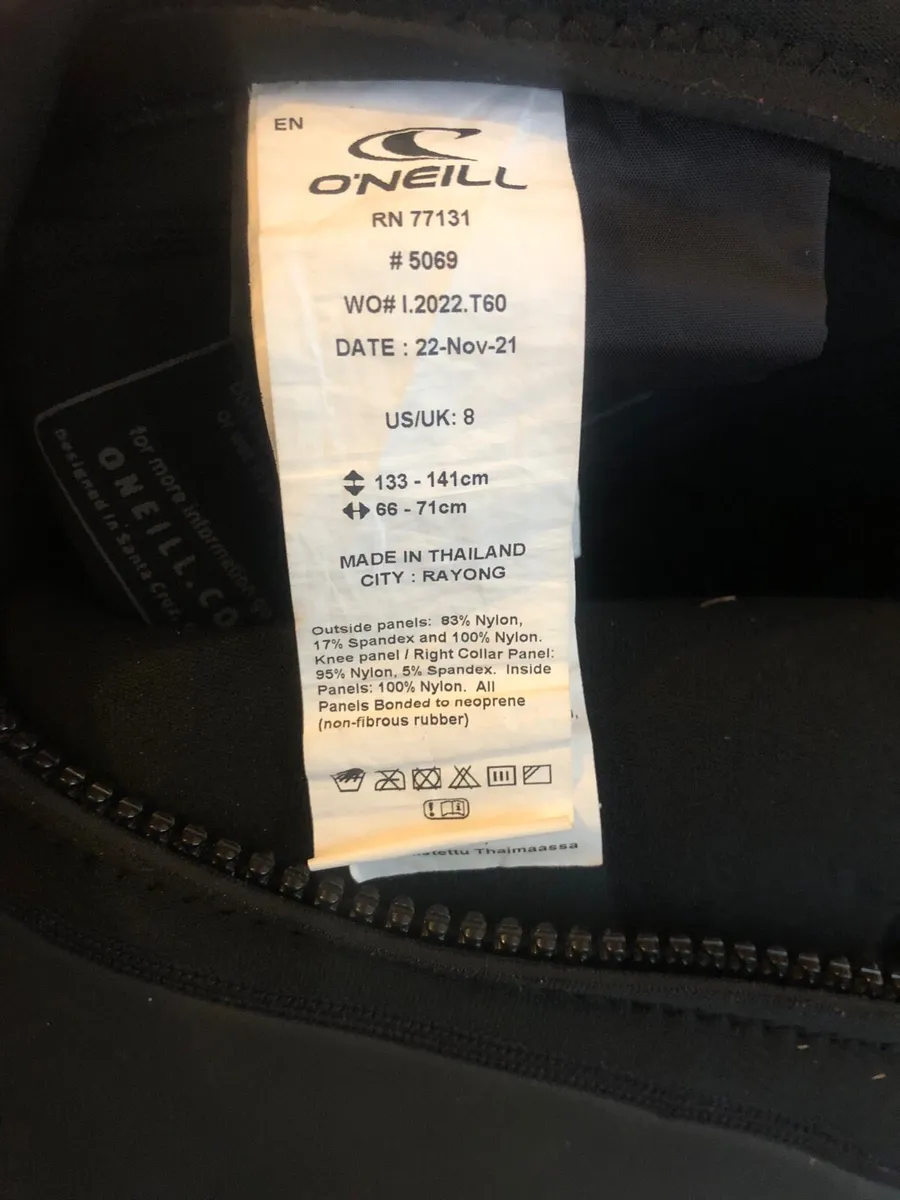 EN
O'NEILL
RN 77131
# 5069
WO# I.2022.T60
DATE : 22-Nov-21
US/UK: 8
133 - 141cm
66 - 71cm
MADE IN THAILAND
CITY : RAYONG
Outside panels: 83% Nylon,
17% Spandex and 100% Nylon.
Knee panel / Right Collar Panel:
95% Nylon, 5% Spandex. Inside
Panels: 100% Nylon. All
Panels Bonded to neoprene
(non-fibrous rubber)
Thaimaassa
for more information
ONEILL.CO
Designed in Santa